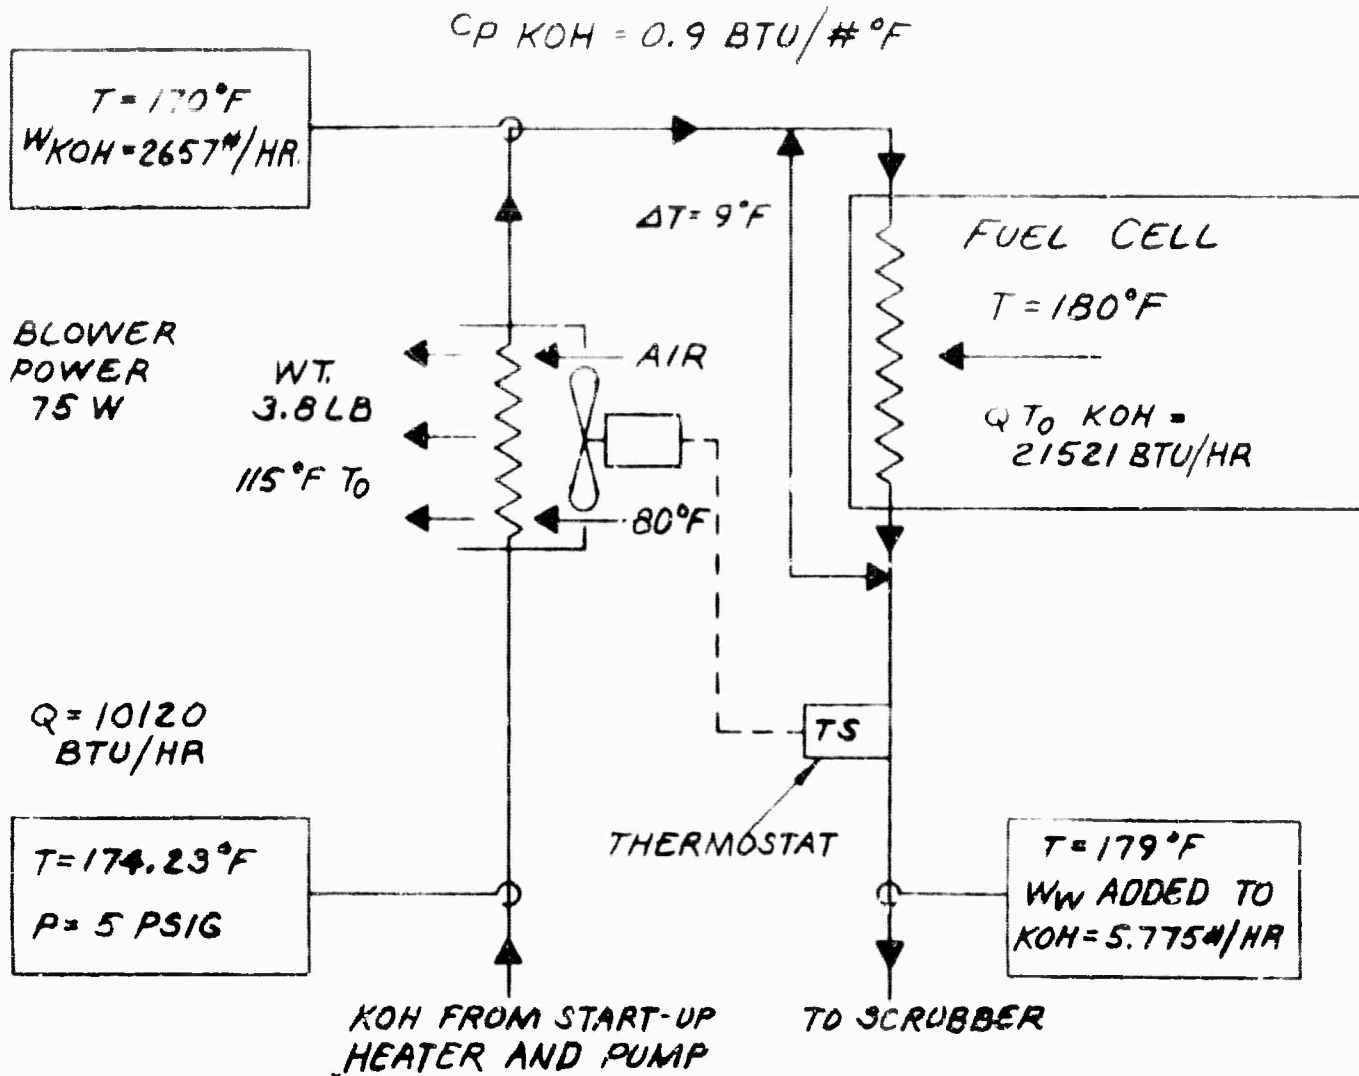 CP KOH = 0.9 BTU/#°F
T = 170°F
WKOH = 2657#/HR.
ΔT = 9°F
FUEL CELL
T = 180°F
Q TO KOH =
21521 BTU/HR
BLOWER
POWER
75 W
WT.
3.8 LB
115°F TO
AIR
80°F
Q = 10120
BTU/HR
TS
THERMOSTAT
T = 174.23°F
P = 5 PSIG
T = 179°F
WW ADDED TO
KOH = 5.775#/HR
KOH FROM START-UP
HEATER AND PUMP
TO SCRUBBER